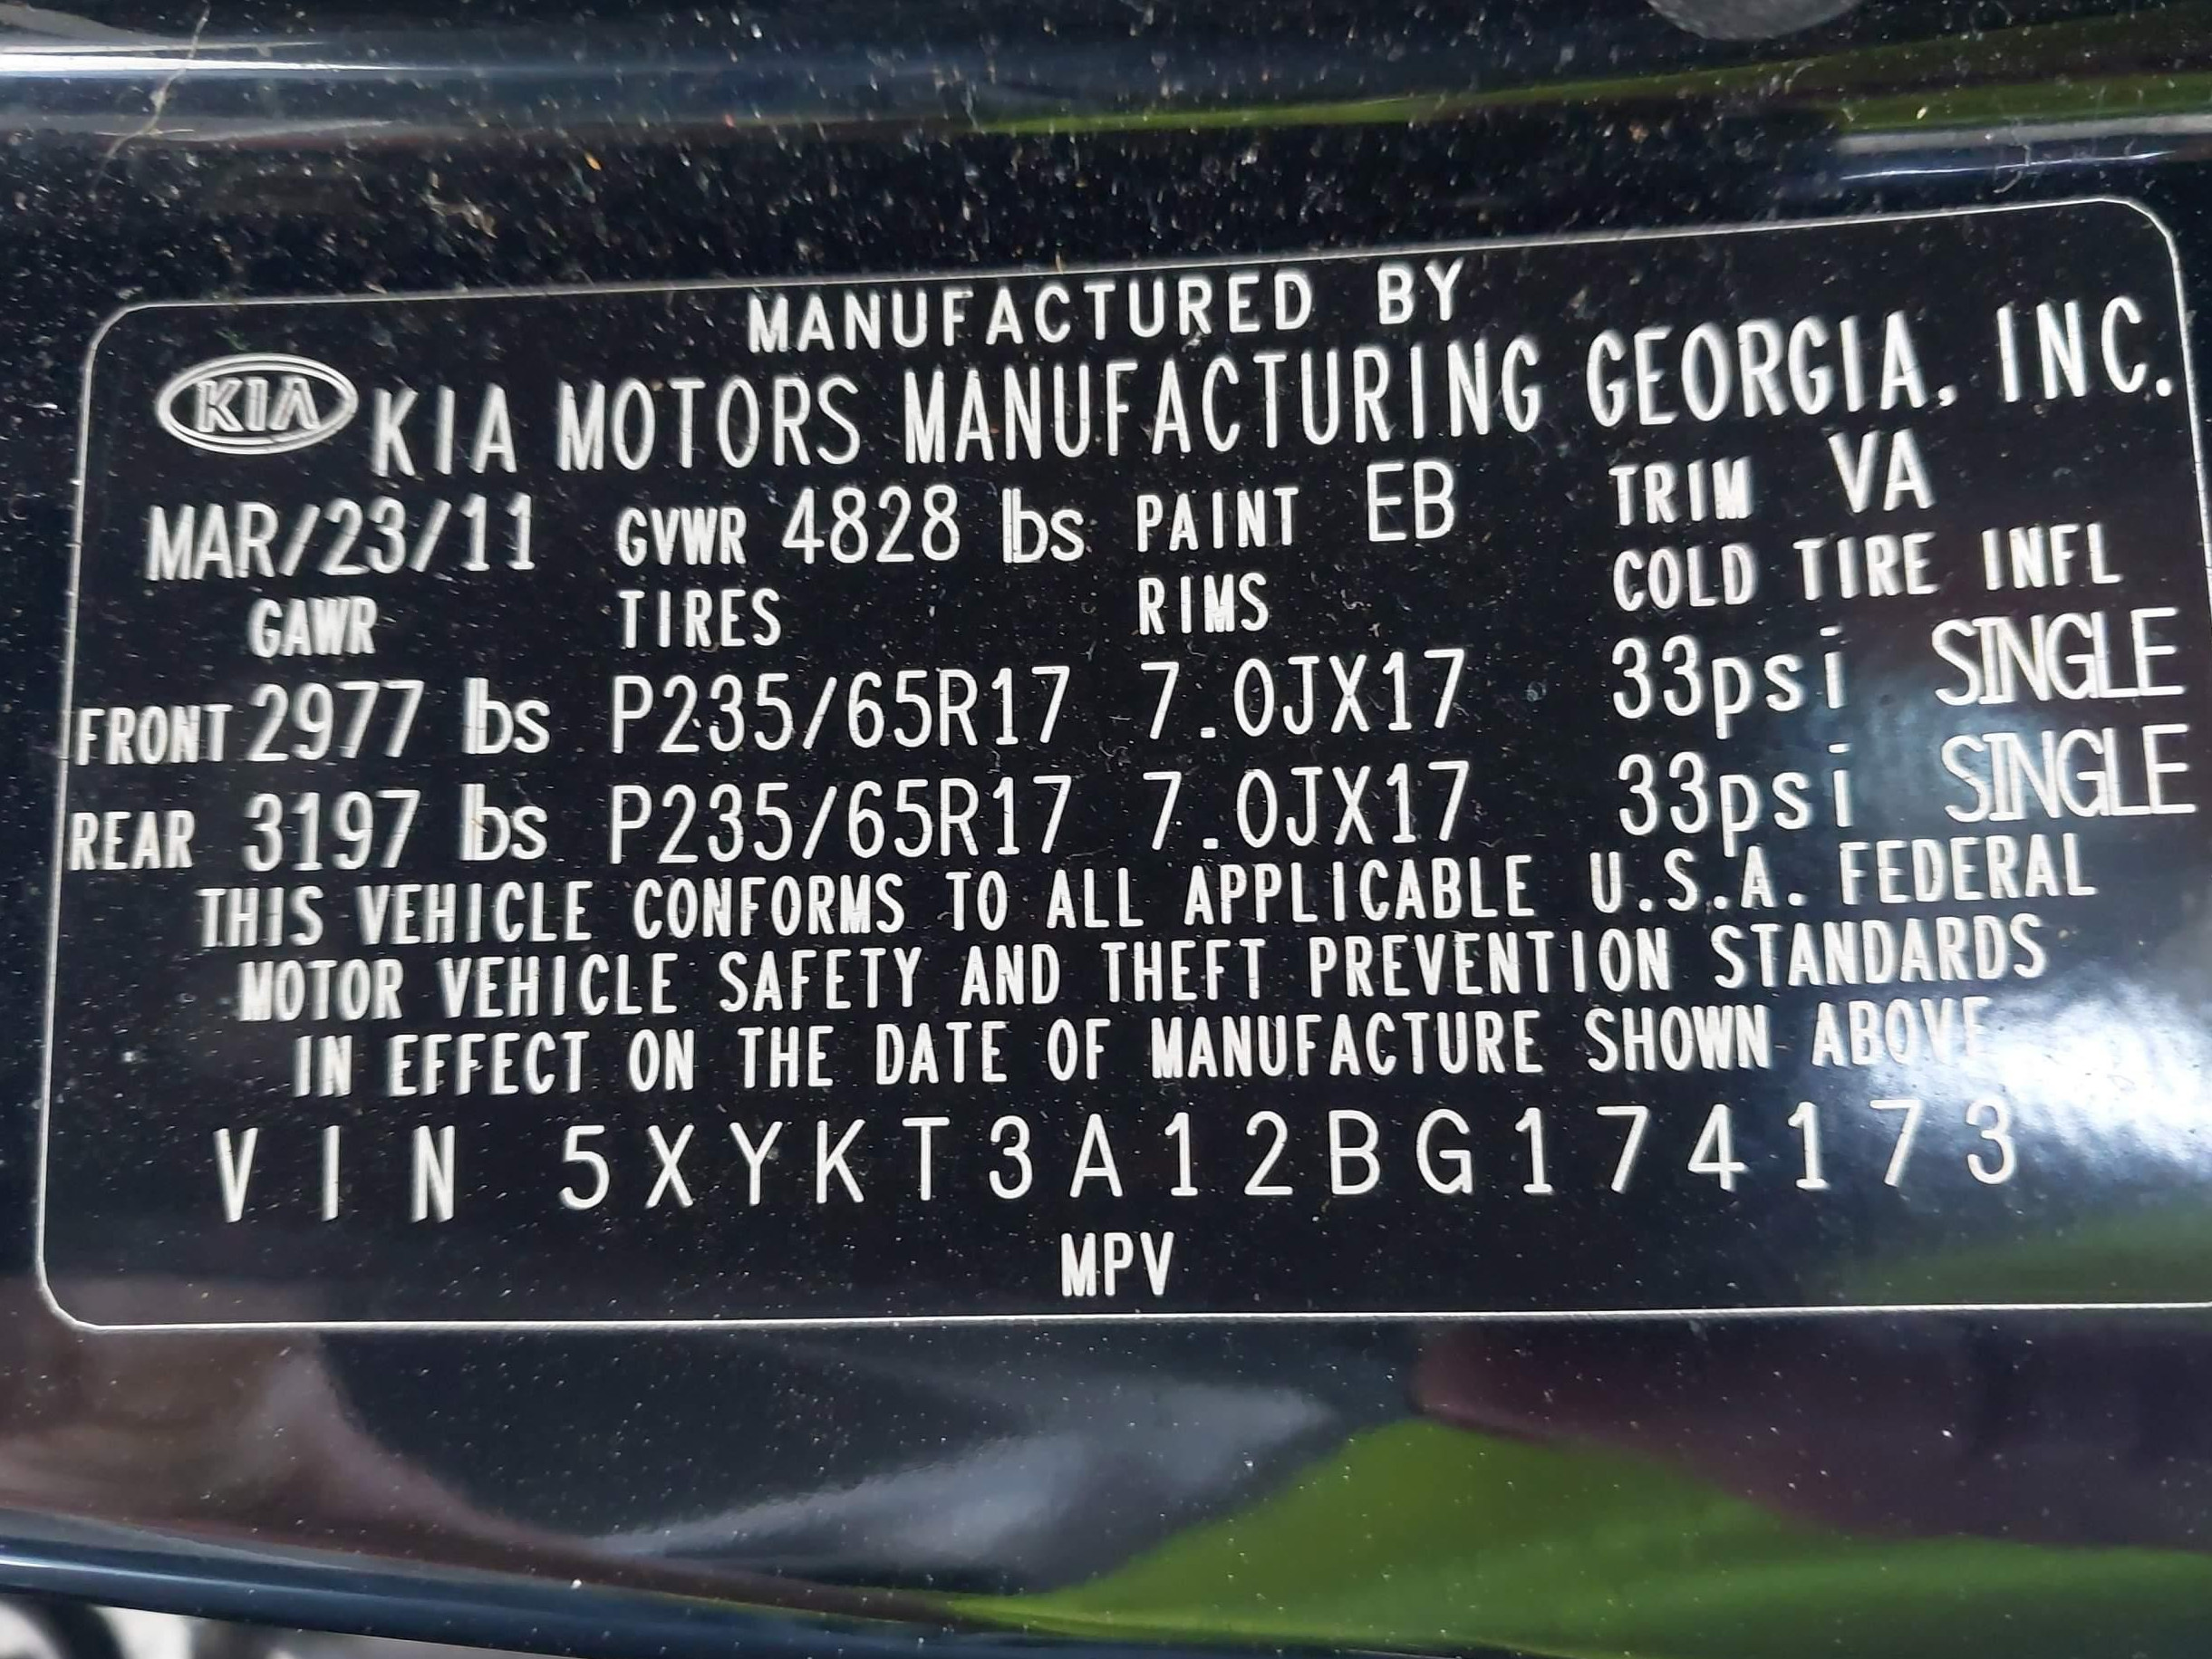 MANUFACTURED BY
KIA KIA MOTORS MANUFACTURING GEORGIA, INC.
MAR/23/11 GVWR 4828 lbs PAINT EB TRIM VA
GAWR TIRES RIMS COLD TIRE INFL
FRONT 2977 lbs P235/65R17 7.0JX17 33psi SINGLE
REAR 3197 lbs P235/65R17 7.0JX17 33psi SINGLE
THIS VEHICLE CONFORMS TO ALL APPLICABLE U.S.A. FEDERAL
MOTOR VEHICLE SAFETY AND THEFT PREVENTION STANDARDS
IN EFFECT ON THE DATE OF MANUFACTURE SHOWN ABOVE
VIN 5XYKT3A12BG174173
MPV